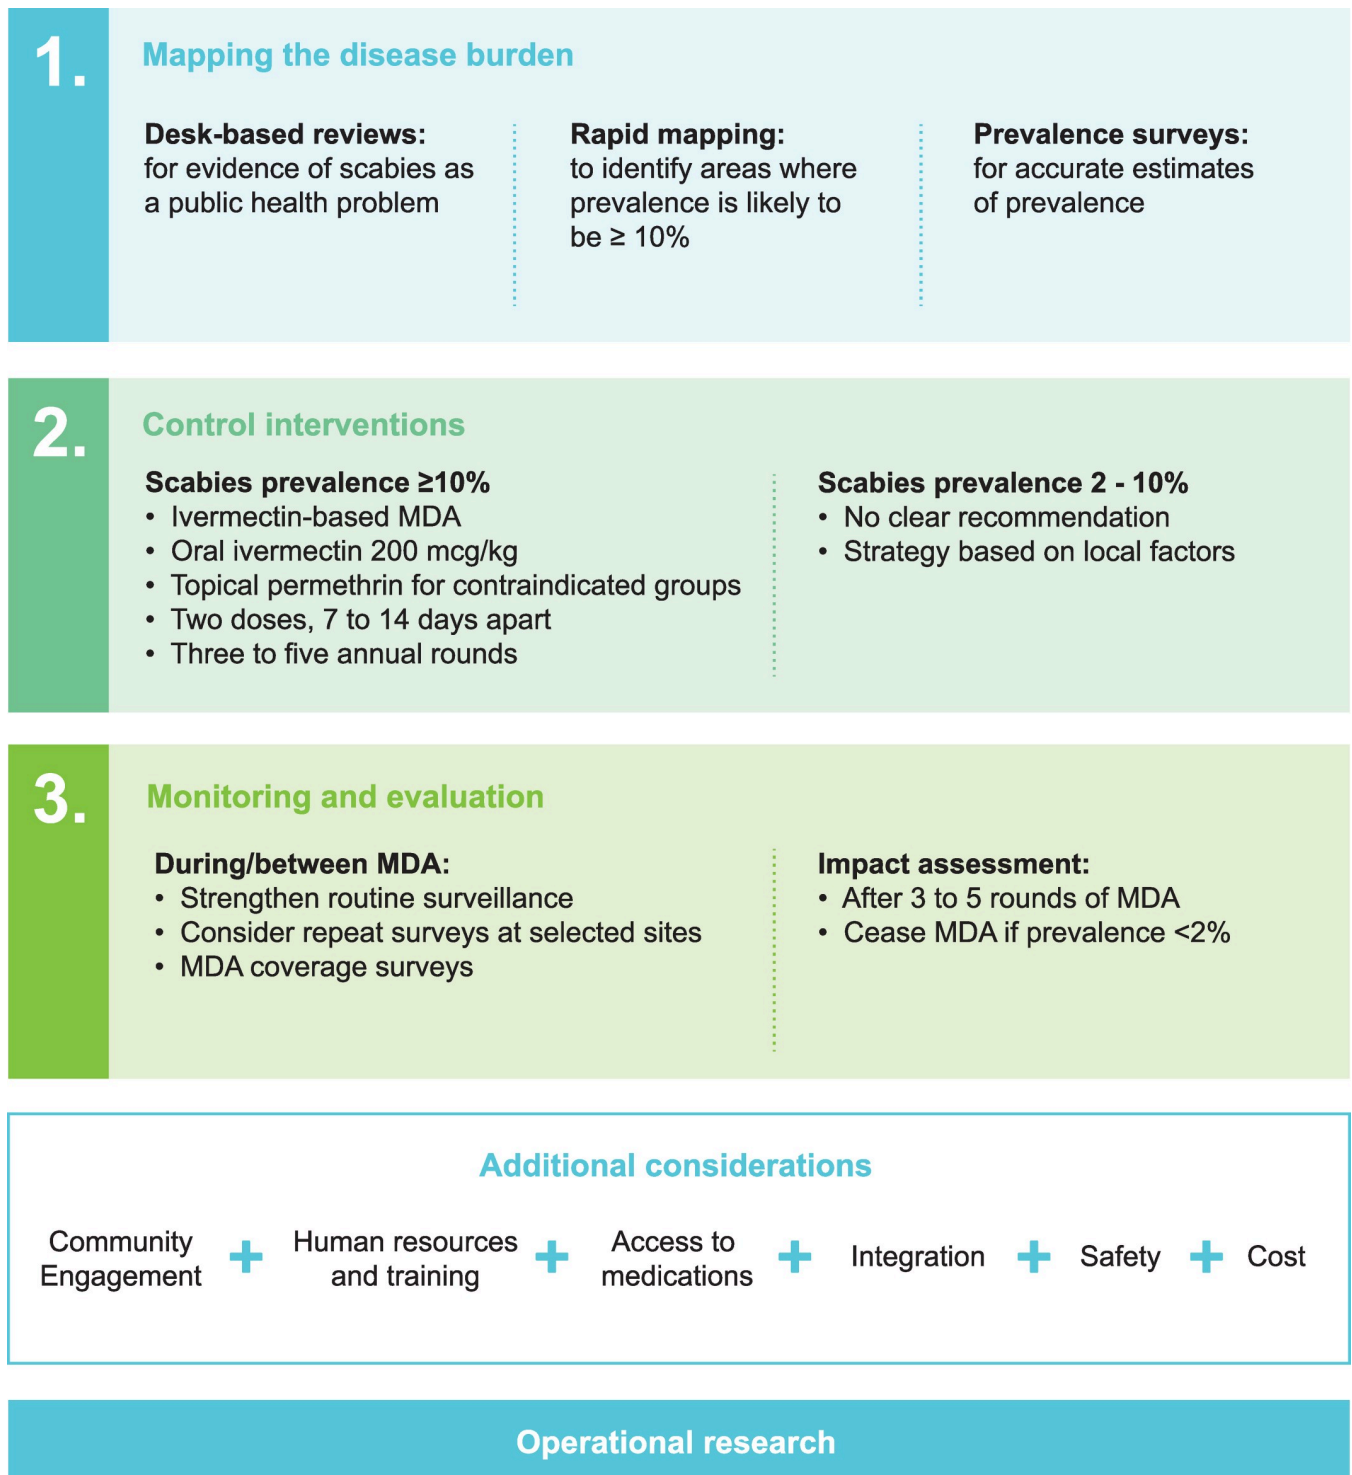 1.
Mapping the disease burden
Desk-based reviews:
for evidence of scabies as
a public health problem
Rapid mapping:
to identify areas where
prevalence is likely to
be ≥ 10%
Prevalence surveys:
for accurate estimates
of prevalence
2.
Control interventions
Scabies prevalence ≥10%
• Ivermectin-based MDA
• Oral ivermectin 200 mcg/kg
• Topical permethrin for contraindicated groups
• Two doses, 7 to 14 days apart
• Three to five annual rounds
Scabies prevalence 2 - 10%
• No clear recommendation
• Strategy based on local factors
3.
Monitoring and evaluation
During/between MDA:
• Strengthen routine surveillance
• Consider repeat surveys at selected sites
• MDA coverage surveys
Impact assessment:
• After 3 to 5 rounds of MDA
• Cease MDA if prevalence <2%
Additional considerations
Community
Engagement
+
Human resources
and training
+
Access to
medications
+
Integration
+
Safety
+
Cost
Operational research